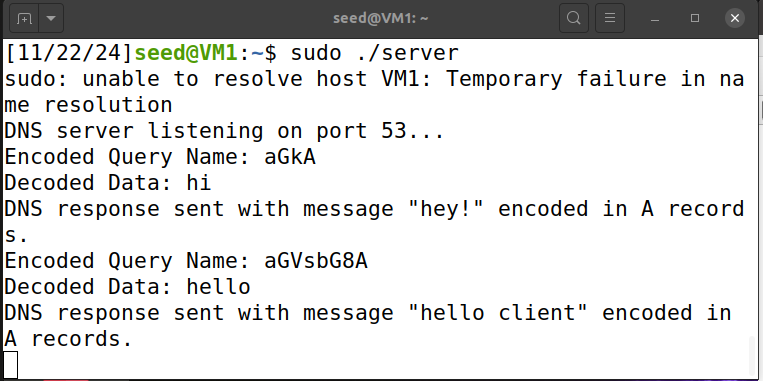 seed@VM1: ~
[11/22/24]seed@VM1:~$ sudo ./server
sudo: unable to resolve host VM1: Temporary failure in na
me resolution
DNS server listening on port 53...
Encoded Query Name: aGkA
Decoded Data: hi
DNS response sent with message "hey!" encoded in A record
s.
Encoded Query Name: aGVsbG8A
Decoded Data: hello
DNS response sent with message "hello client" encoded in
A records.